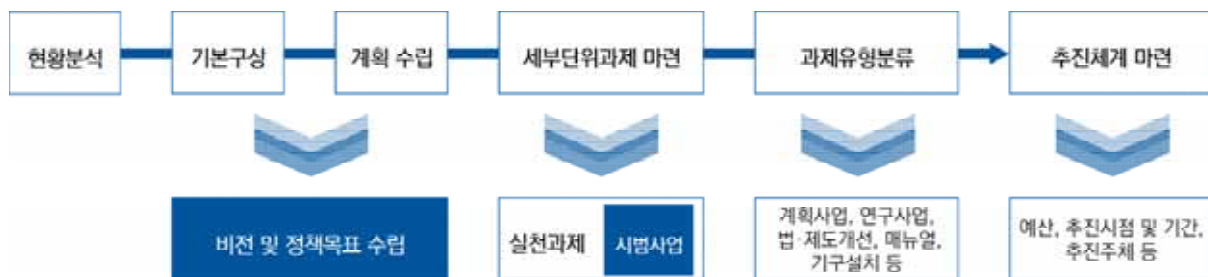 현황분석
기본구상
계획 수립
세부단위과제 마련
과제유형분류
추진체계 마련
비전 및 정책목표 수립
실천과제
시범사업
계획사업, 연구사업,
법·제도개선, 매뉴얼,
기구설치 등
예산, 추진시점 및 기간,
추진주체 등